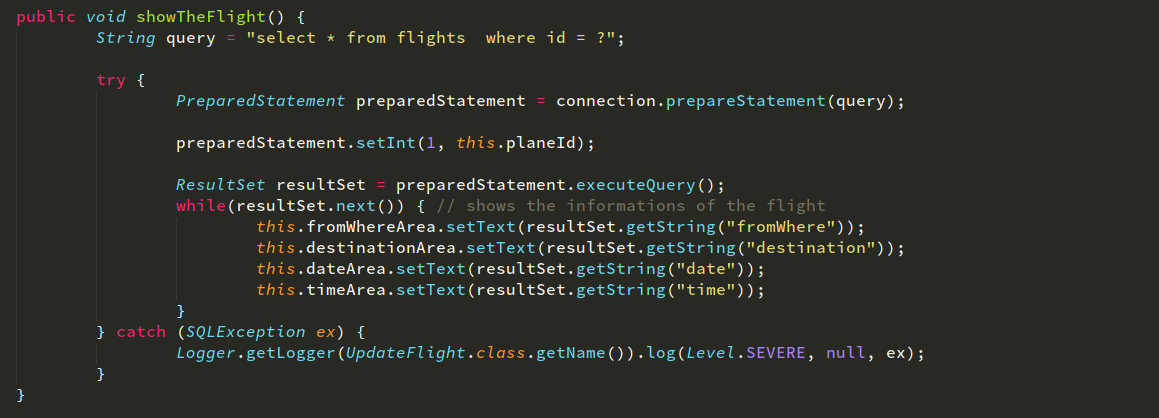 public void showTheFlight() {
        String query = "select * from flights  where id = ?";
        try {
                PreparedStatement preparedStatement = connection.prepareStatement(query);
                preparedStatement.setInt(1, this.planeId);
                ResultSet resultSet = preparedStatement.executeQuery();
                while(resultSet.next()) { // shows the informations of the flight
                        this.fromWhereArea.setText(resultSet.getString("fromWhere"));
                        this.destinationArea.setText(resultSet.getString("destination"));
                        this.dateArea.setText(resultSet.getString("date"));
                        this.timeArea.setText(resultSet.getString("time"));
                }
        } catch (SQLException ex) {
                Logger.getLogger(UpdateFlight.class.getName()).log(Level.SEVERE, null, ex);
        }
}